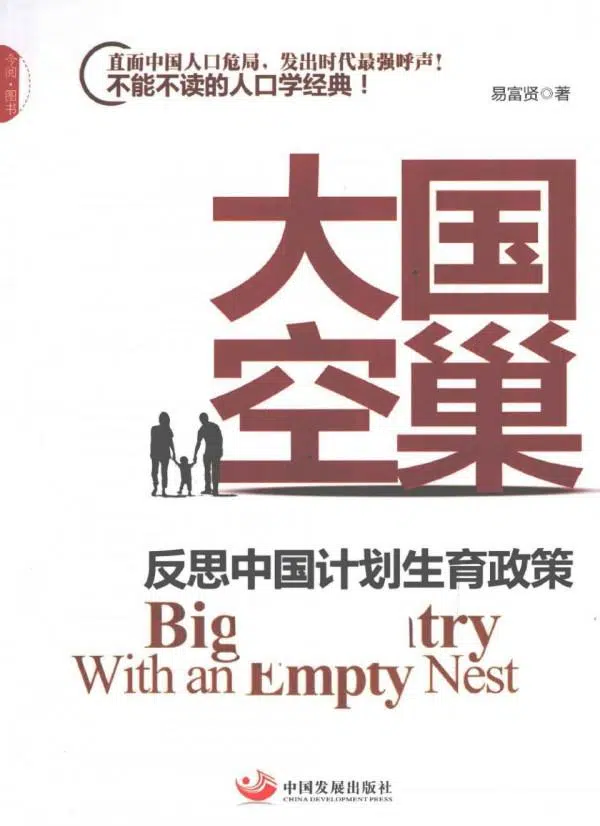 今阅·图书
直面中国人口危局，发出时代最强呼声！
不能不读的人口学经典！
易富贤◎著
大国
空巢
反思中国计划生育政策
Big try
With an Empty Nest
中国发展出版社
CHINA DEVELOPMENT PRESS